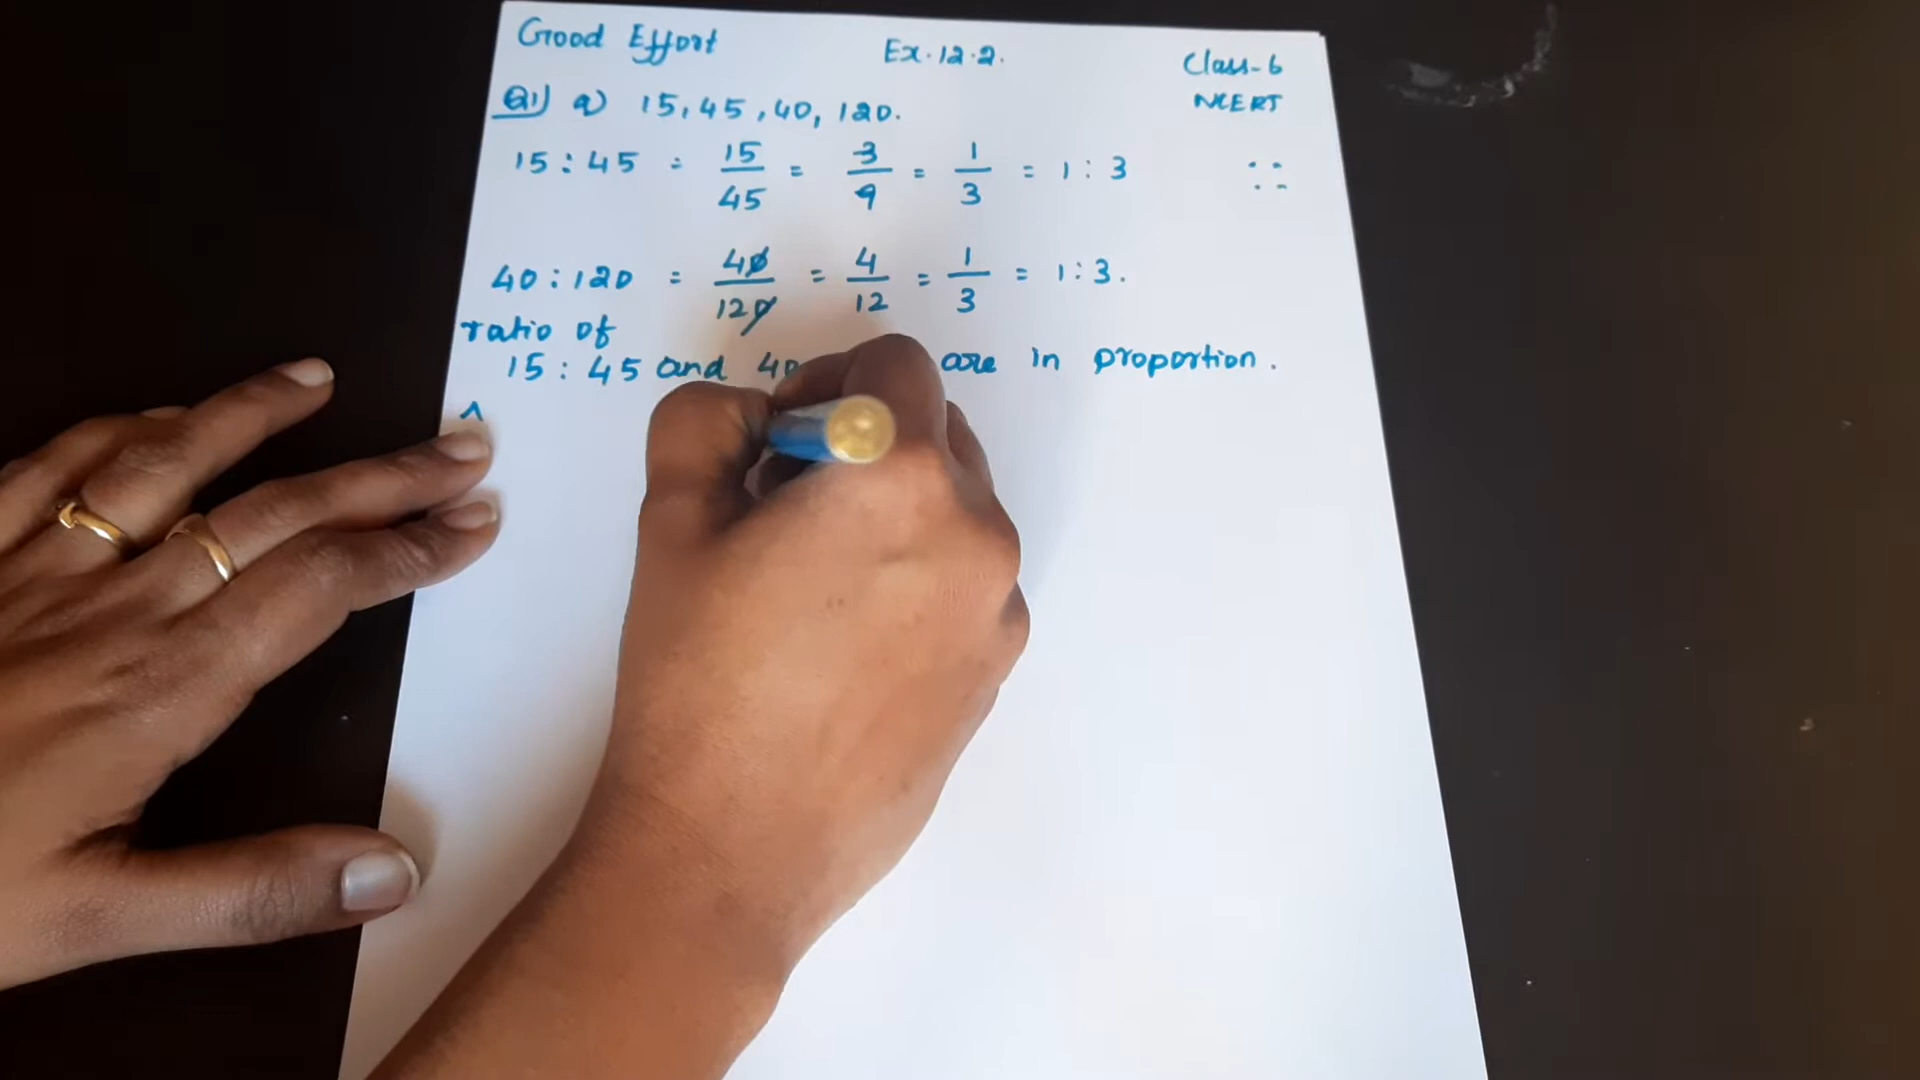 Good Effort Ex.12.2. Class-6
Q1) a) 15, 45, 40, 120. NCERT
15 : 45 = 15/45 = 3/9 = 1/3 = 1 : 3 ::
40 : 120 = 40/120 = 4/12 = 1/3 = 1 : 3.
ratio of
15 : 45 and 40 are in proportion.